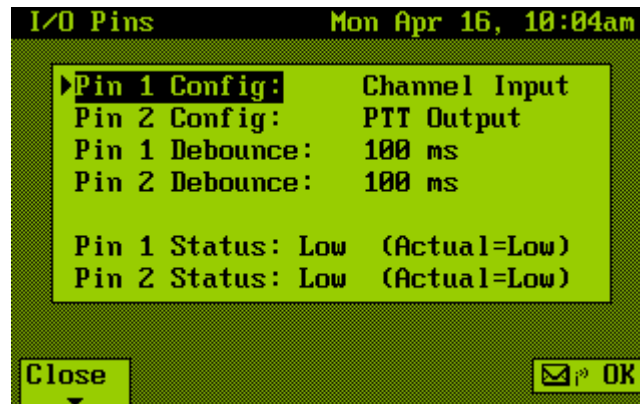 I/O Pins Mon Apr 16, 10:04am
Pin 1 Config: Channel Input
Pin 2 Config: PTT Output
Pin 1 Debounce: 100 ms
Pin 2 Debounce: 100 ms
Pin 1 Status: Low (Actual=Low)
Pin 2 Status: Low (Actual=Low)
Close OK